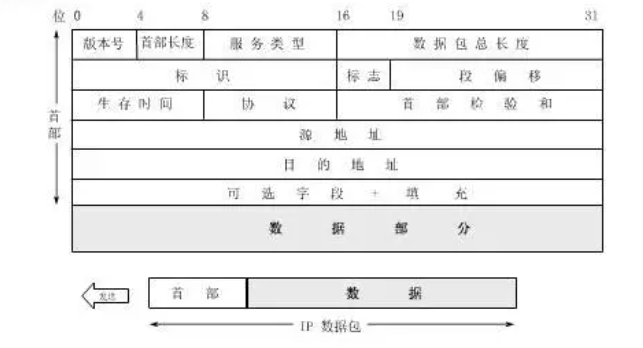 位 0 4 8 16 19 31
版本号 首部长度 服务类型 数据包总长度
标 识 标志 段偏移
生存时间 协议 首部检验和
首部
源地址
目的地址
可选字段 + 填充
数据部分
发送 首部 数据
IP 数据包